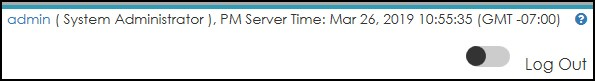 admin ( System Administrator ), PM Server Time: Mar 26, 2019 10:55:35 (GMT -07:00) ?
Log Out